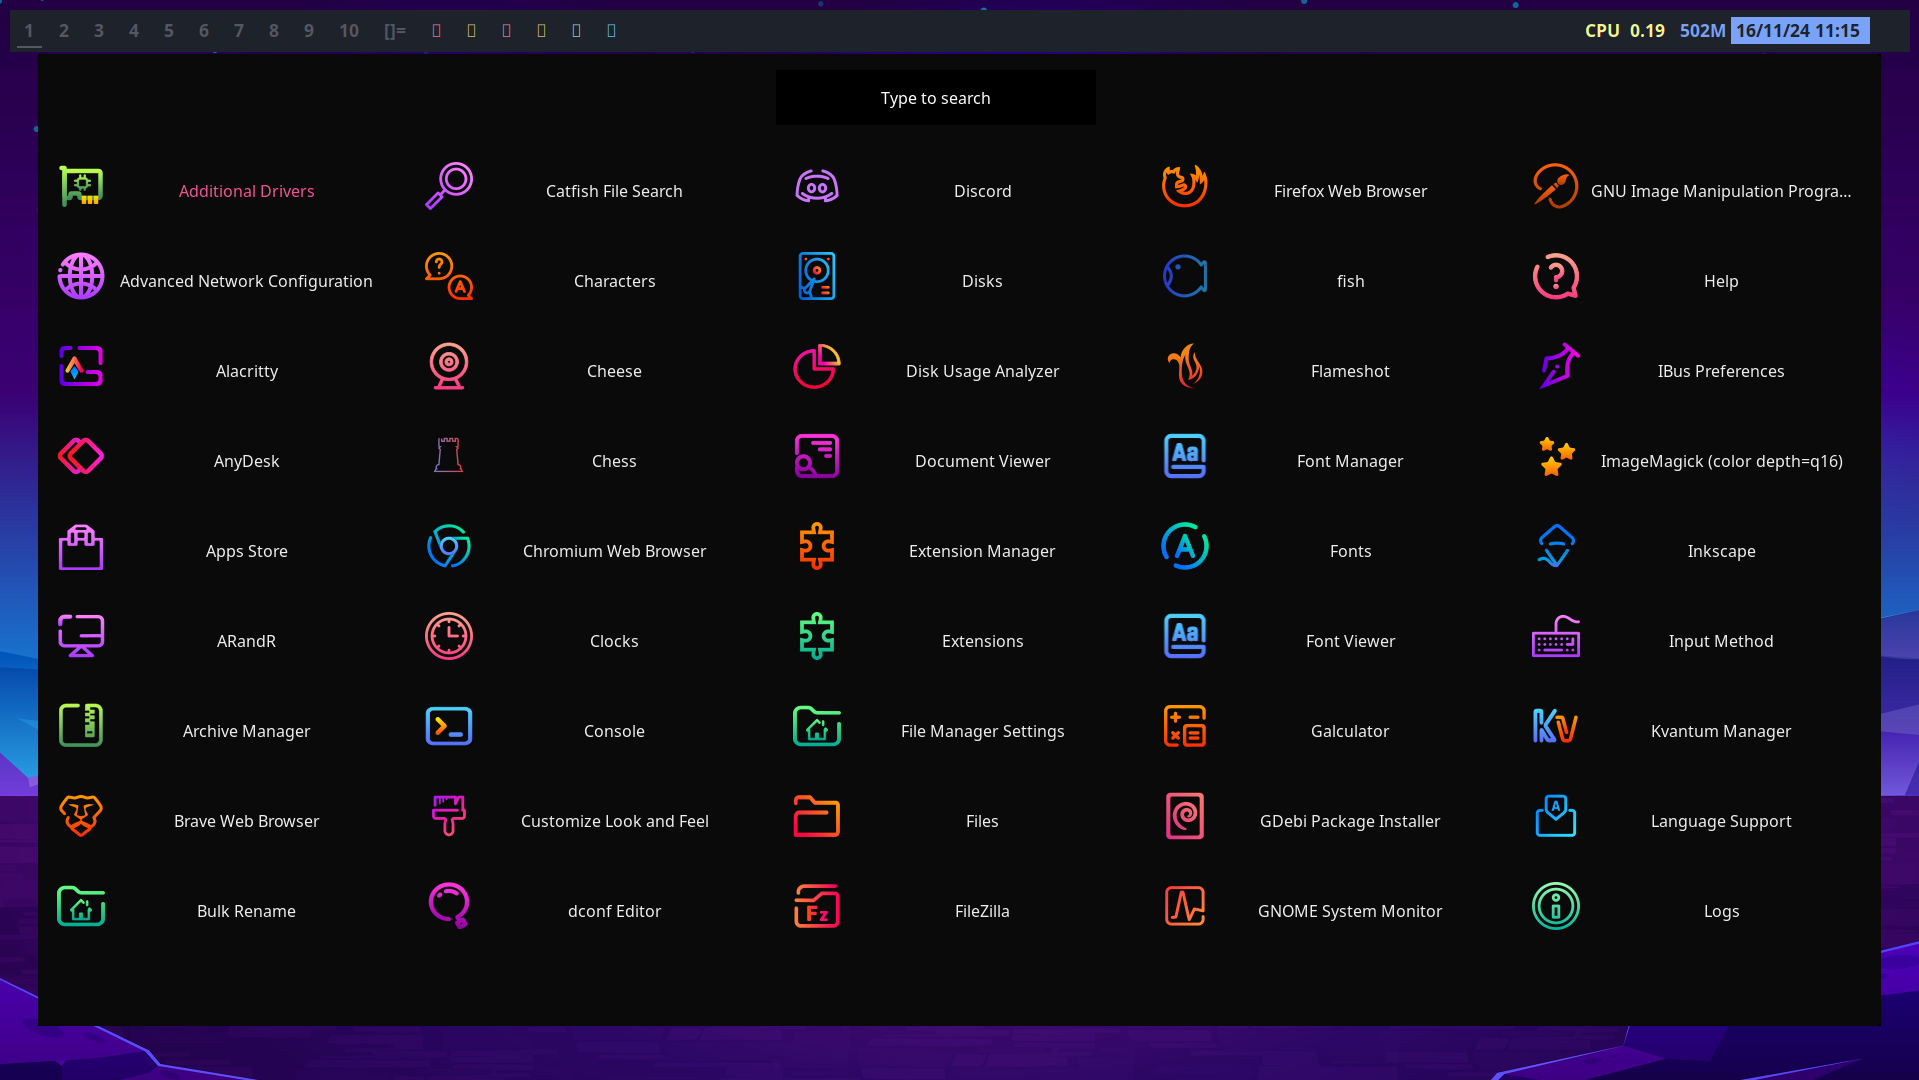 1 2 3 4 5 6 7 8 9 10 []= CPU 0.19 502M 16/11/24 11:15
Type to search
Additional Drivers
Catfish File Search
Discord
Firefox Web Browser
GNU Image Manipulation Progra...
Advanced Network Configuration
Characters
Disks
fish
Help
Alacritty
Cheese
Disk Usage Analyzer
Flameshot
IBus Preferences
AnyDesk
Chess
Document Viewer
Aa
Font Manager
ImageMagick (color depth=q16)
Apps Store
Chromium Web Browser
Extension Manager
Fonts
Inkscape
ARandR
Clocks
Extensions
Aa
Font Viewer
Input Method
Archive Manager
Console
File Manager Settings
Galculator
KV
Kvantum Manager
Brave Web Browser
Customize Look and Feel
Files
GDebi Package Installer
A
Language Support
Bulk Rename
dconf Editor
Fz
FileZilla
GNOME System Monitor
Logs